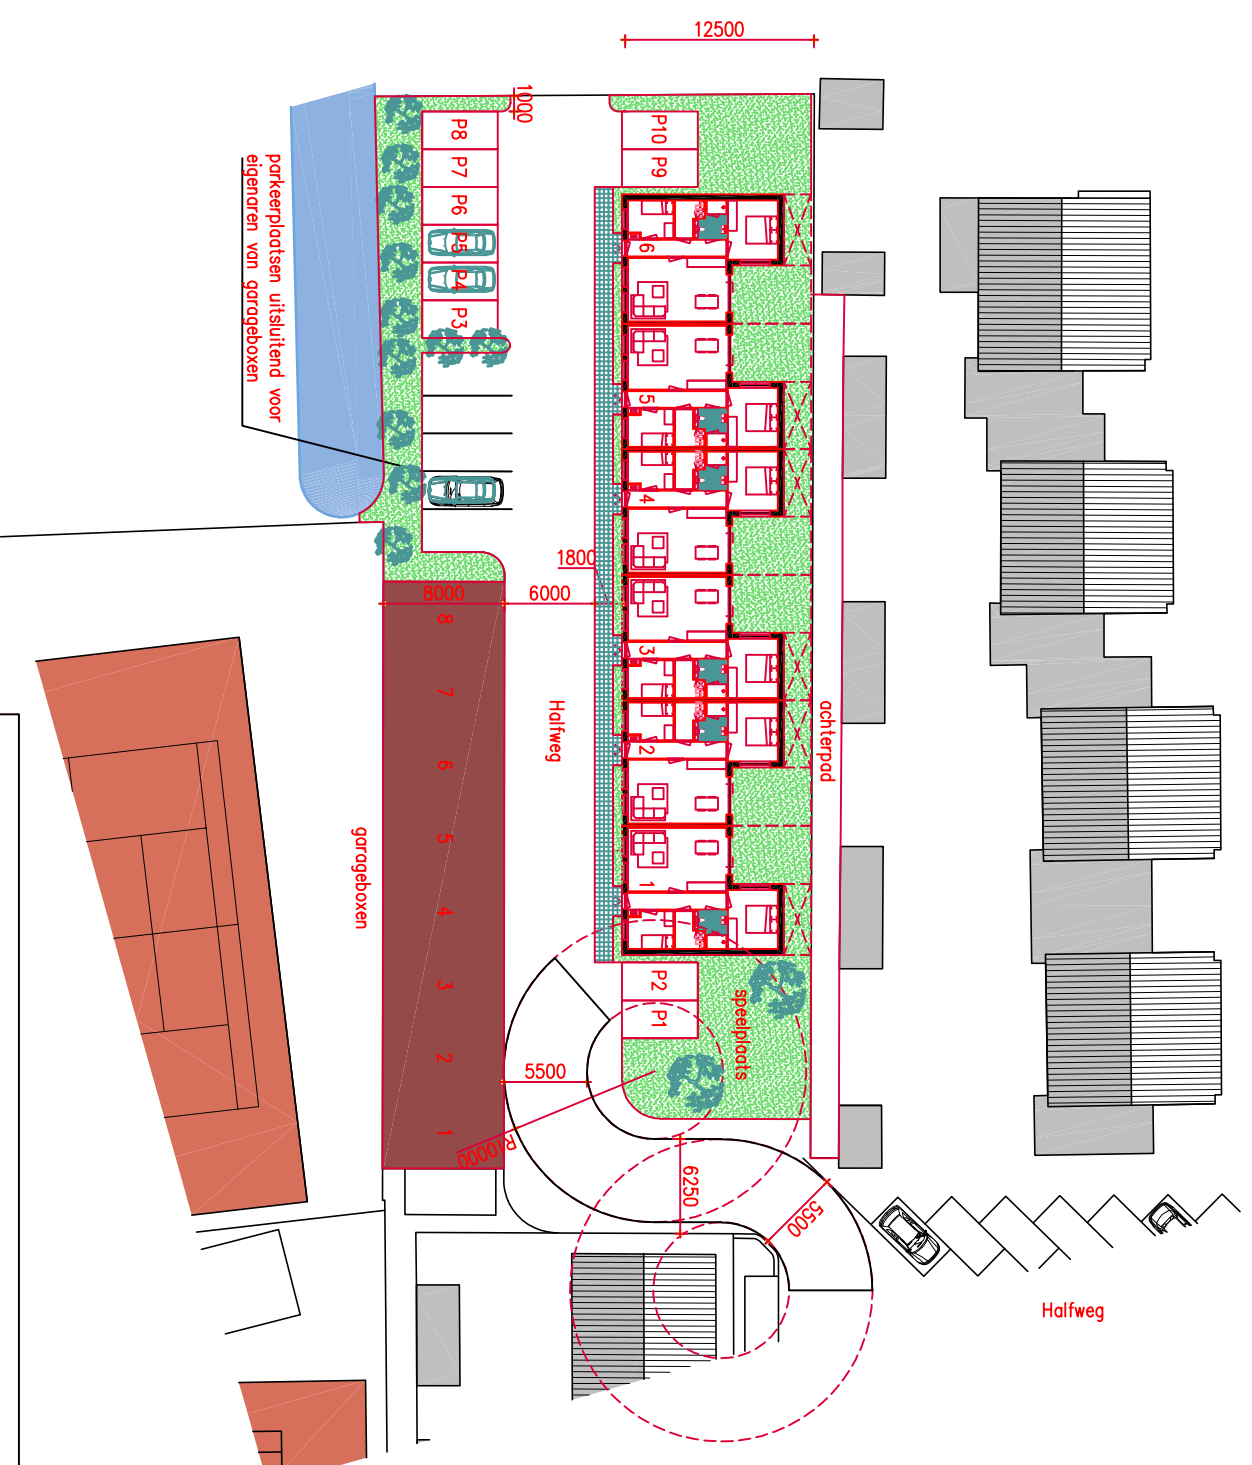 12500
1000
P8
P7
P6
P5
P4
P3
P10
P9
parkeerplaatsen uitsluitend voor
eigenaren van garageboxen
6
5
4
3
2
1
1800
8000
6000
8
7
6
5
4
3
2
1
Halfweg
achterpad
garageboxen
P2
P1
speelplaats
5500
R10000
6250
5500
Halfweg